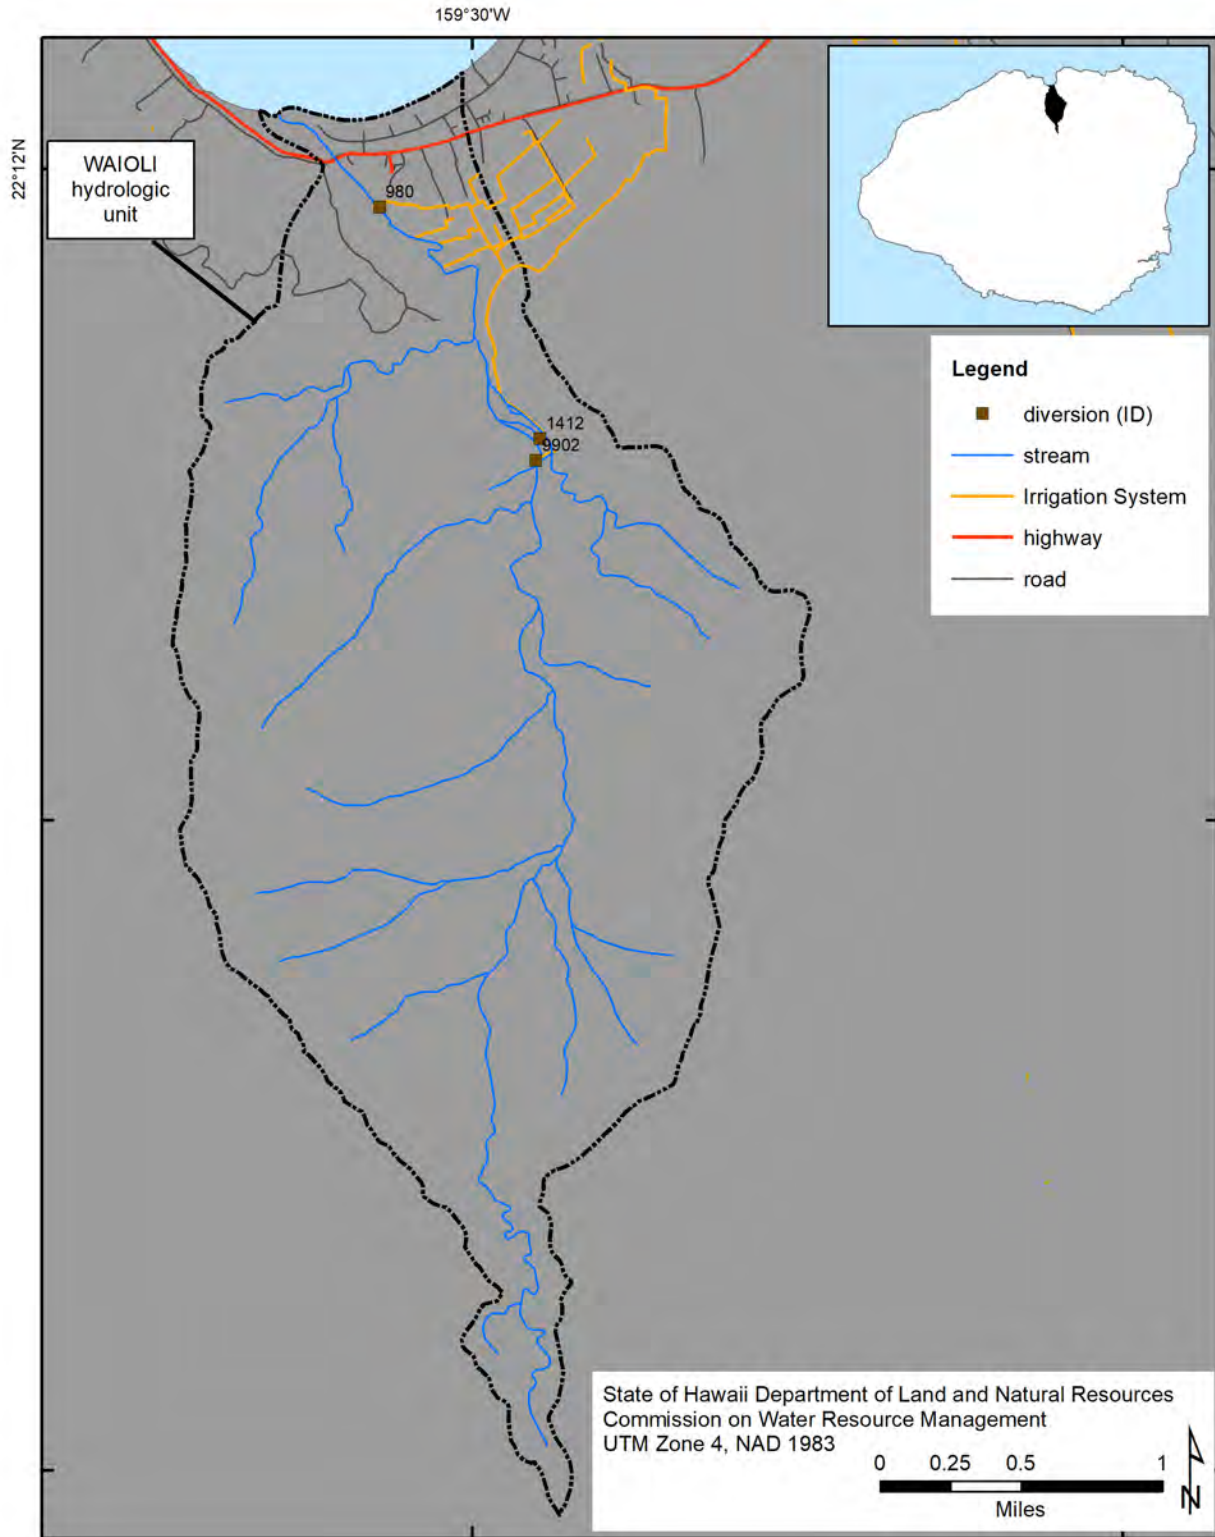 159°30'W
22°12'N
WAIOLI
hydrologic
unit
980
1412
9902
Legend
diversion (ID)
stream
Irrigation System
highway
road
State of Hawaii Department of Land and Natural Resources
Commission on Water Resource Management
UTM Zone 4, NAD 1983
0 0.25 0.5 1
Miles
N